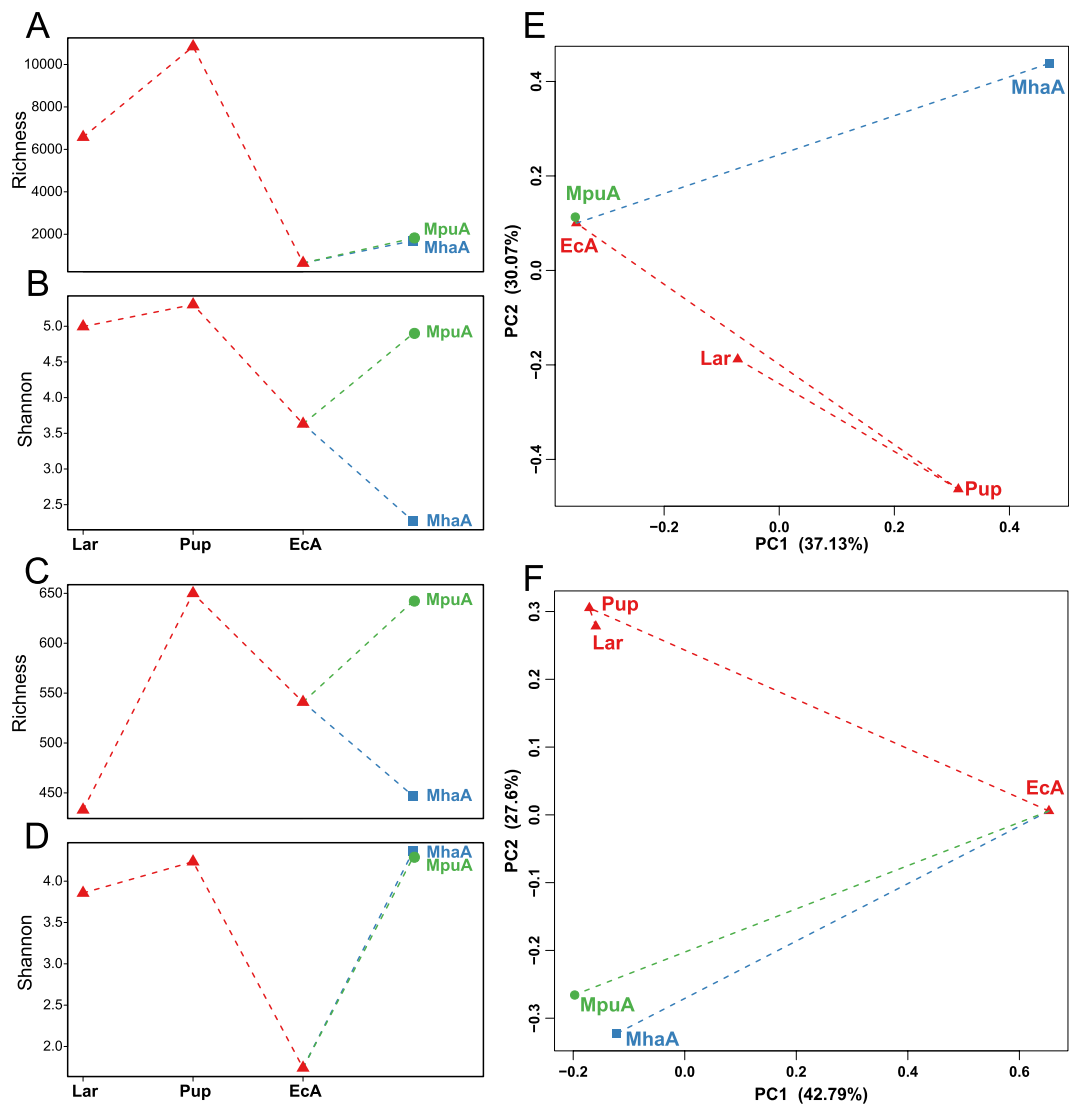 A
Richness
10000
8000
6000
4000
2000
MpuA
MhaA
B
Shannon
5.0
4.5
4.0
3.5
3.0
2.5
MpuA
MhaA
Lar Pup EcA
C
Richness
650
600
550
500
450
MpuA
MhaA
D
Shannon
4.0
3.5
3.0
2.5
2.0
MhaA
MpuA
Lar Pup EcA
E
PC2 (30.07%)
0.4
0.2
0.0
−0.2
−0.4
MhaA
MpuA
EcA
Lar
Pup
−0.2 0.0 0.2 0.4
PC1 (37.13%)
F
PC2 (27.6%)
0.3
0.2
0.1
0.0
−0.1
−0.2
−0.3
Pup
Lar
EcA
MpuA
MhaA
−0.2 0.0 0.2 0.4 0.6
PC1 (42.79%)